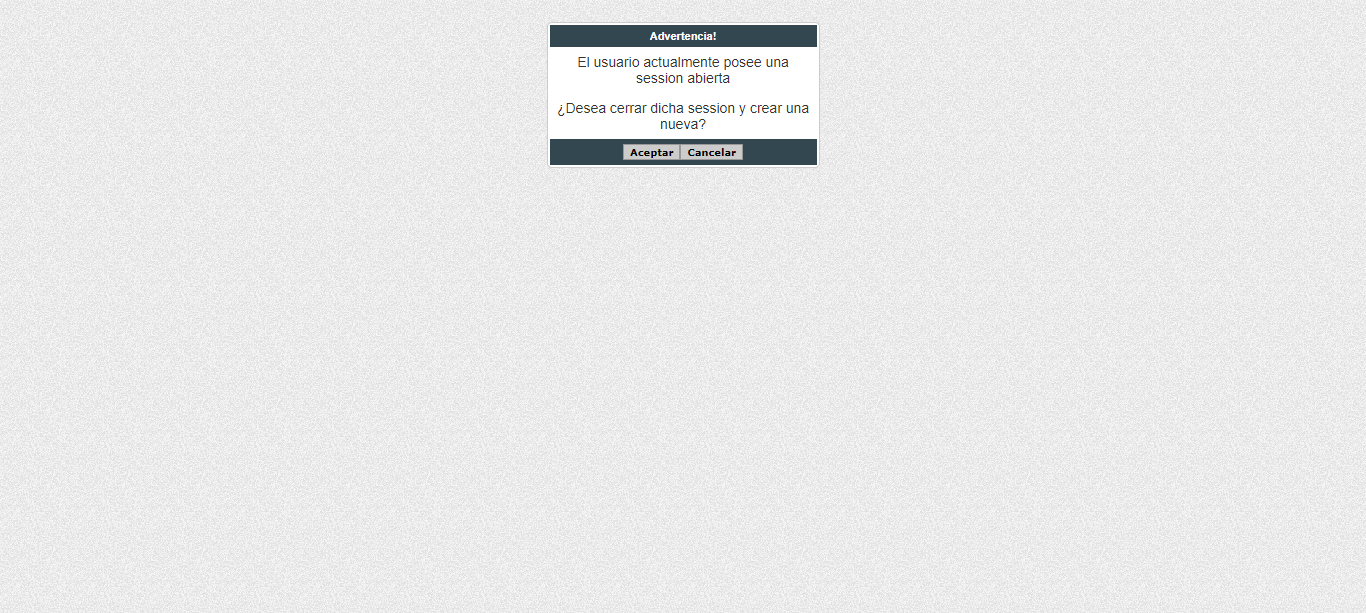 Advertencia!
El usuario actualmente posee una
session abierta
¿Desea cerrar dicha session y crear una
nueva?
Aceptar Cancelar